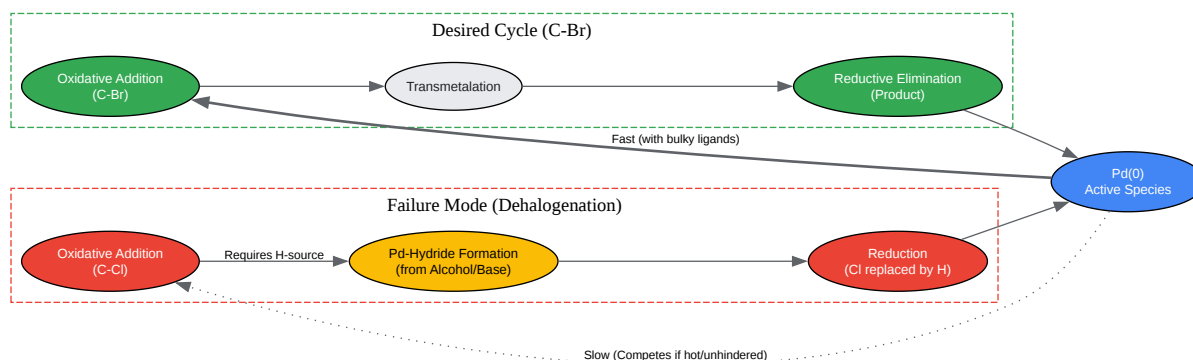 Desired Cycle (C-Br)
Oxidative Addition
(C-Br)
Transmetalation
Reductive Elimination
(Product)
Fast (with bulky ligands)
Pd(0)
Active Species
Failure Mode (Dehalogenation)
Oxidative Addition
(C-Cl)
Requires H-source
Pd-Hydride Formation
(from Alcohol/Base)
Reduction
(Cl replaced by H)
Slow (Competes if hot/unhindered)